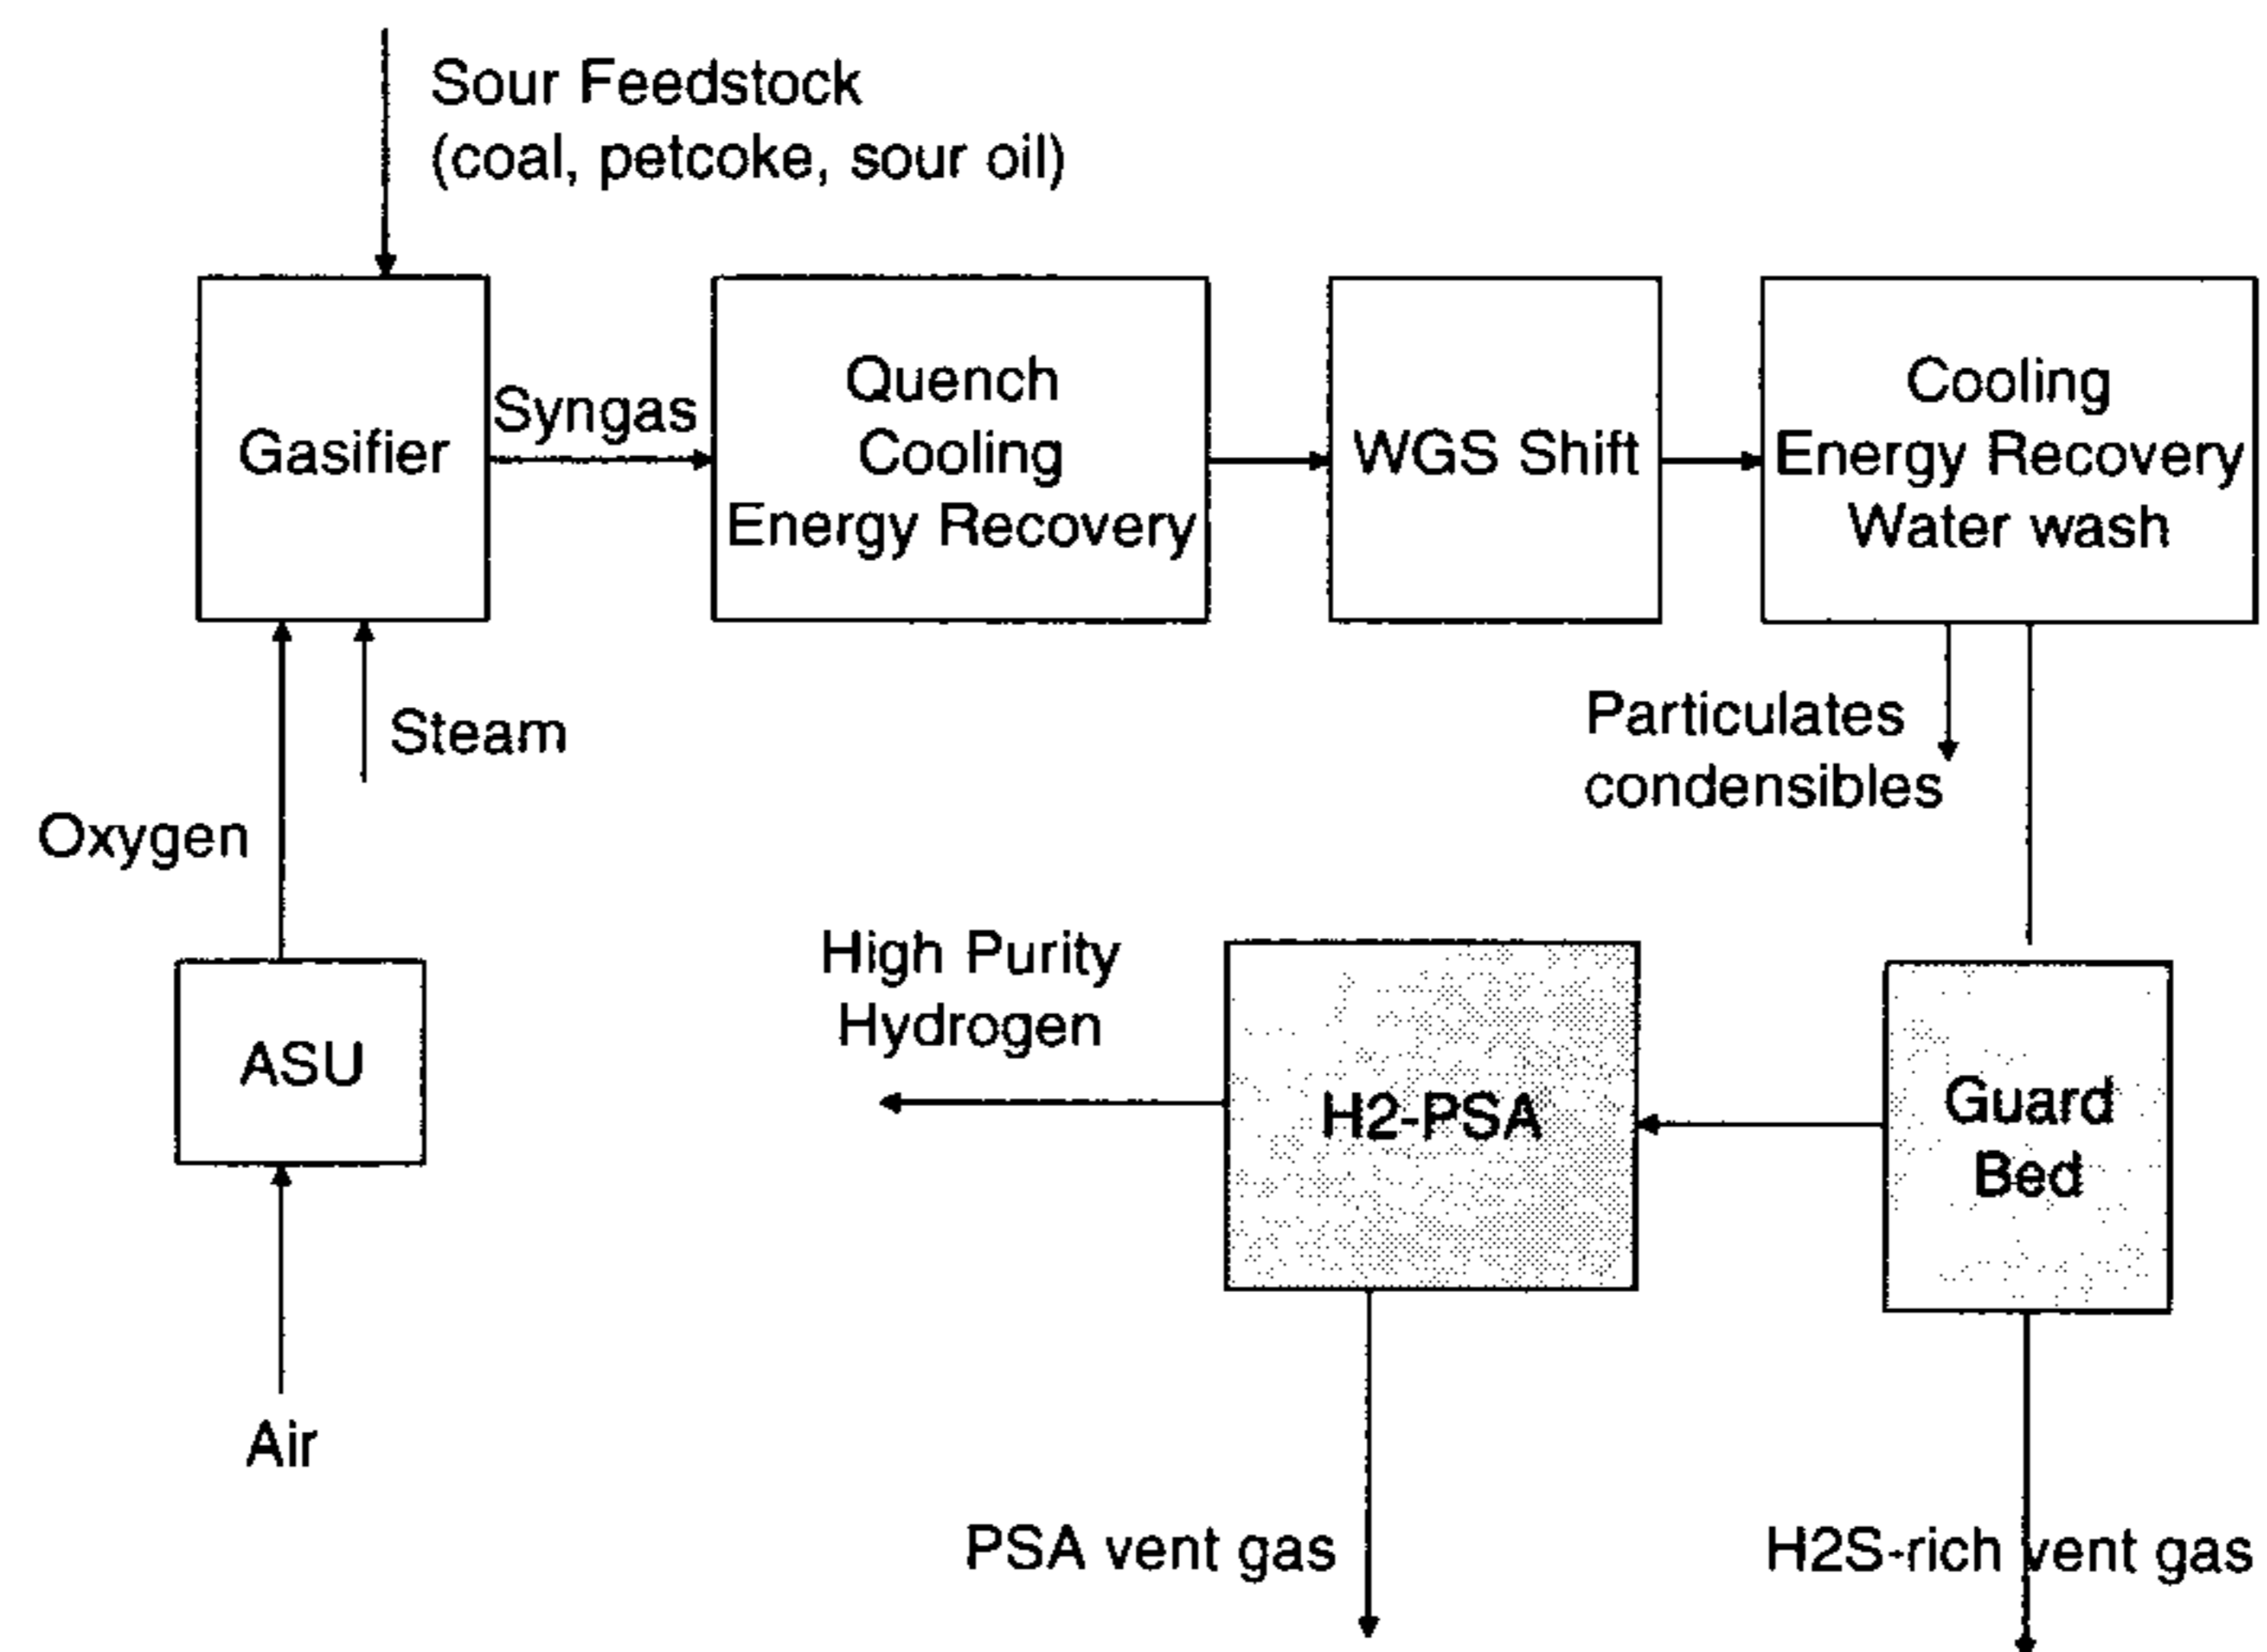 Sour Feedstock
(coal, petcoke, sour oil)
Gasifier
Syngas
Quench
Cooling
Energy Recovery
WGS Shift
Cooling
Energy Recovery
Water wash
Steam
Oxygen
Particulates
condensibles
ASU
Air
High Purity
Hydrogen
H2-PSA
Guard
Bed
PSA vent gas
H2S-rich vent gas